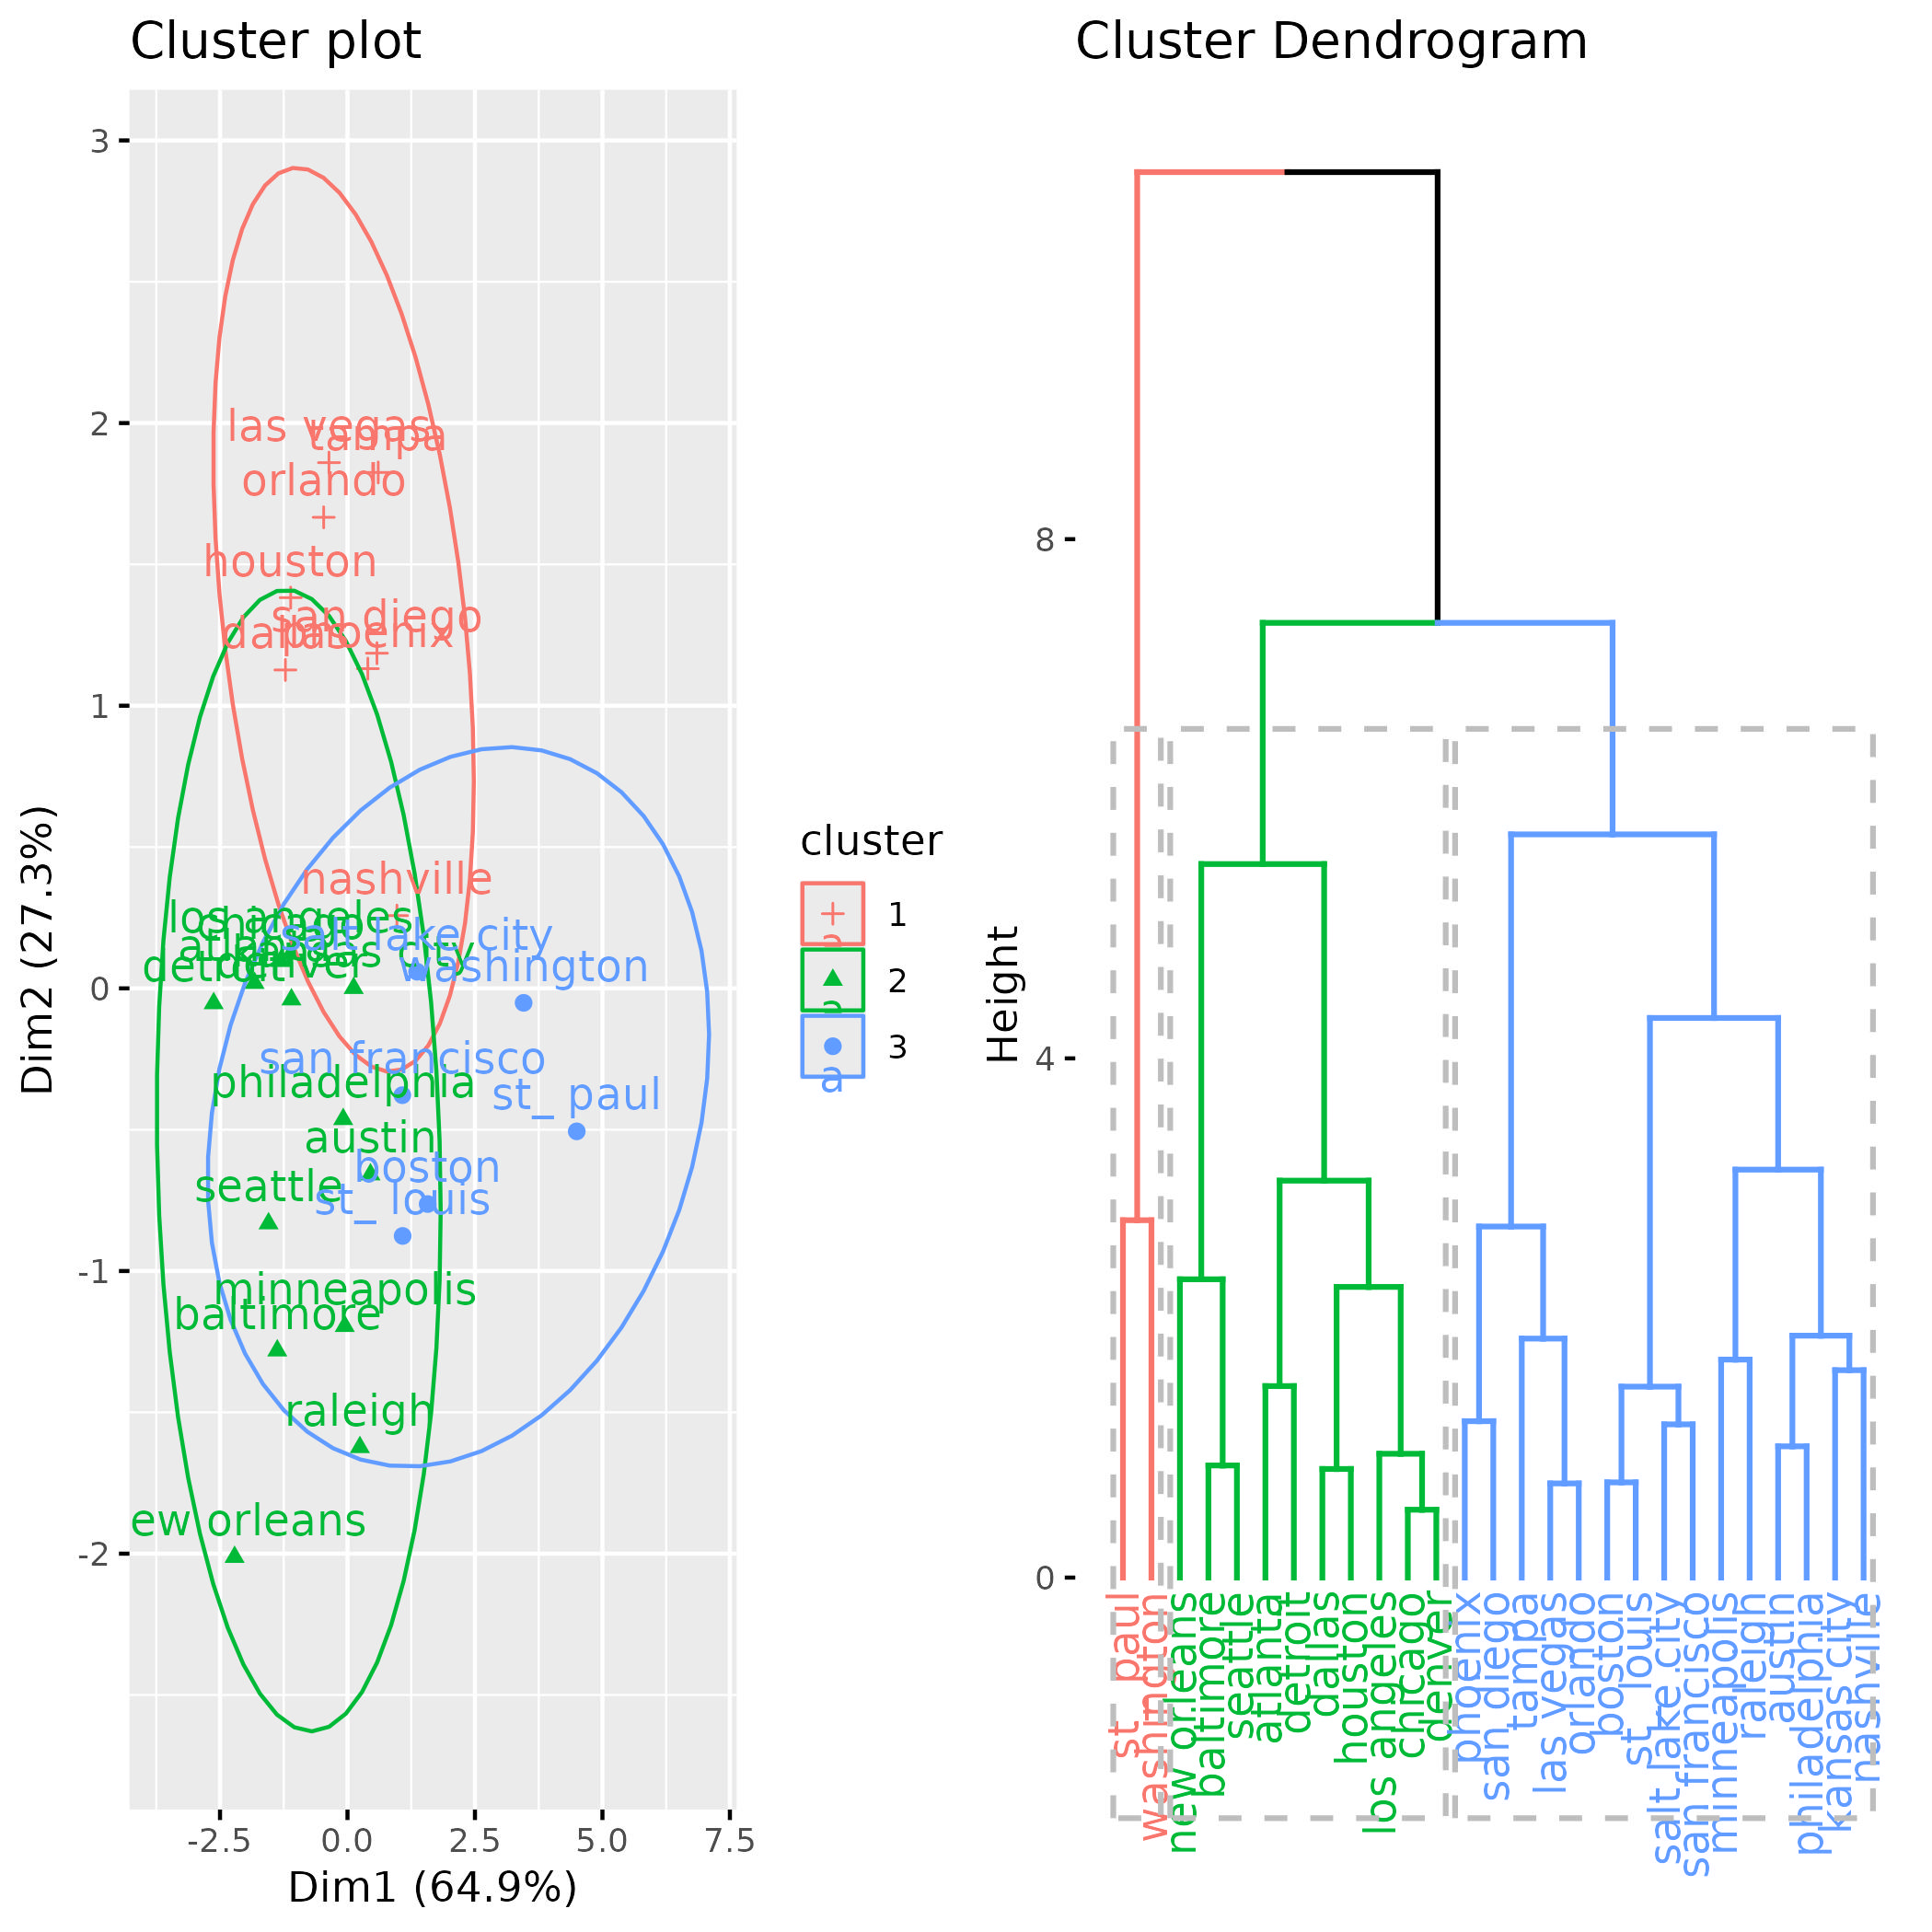 Cluster plot
3
2
1
0
-1
-2
Dim2 (27.3%)
las vegas
tampa
orlando
houston
san diego
dallas
phoenix
nashville
los angeles
chicago
salt lake city
atlanta
kansas city
detroit
denver
washington
san francisco
philadelphia
st_ paul
austin
boston
seattle
st_ louis
minneapolis
baltimore
raleigh
ew orleans
-2.5 0.0 2.5 5.0 7.5
Dim1 (64.9%)
cluster
a 1
a 2
a 3
Cluster Dendrogram
8
4
0
Height
st_ paul
washington
new orleans
baltimore
seattle
atlanta
detroit
dallas
houston
los angeles
chicago
denver
phoenix
san diego
tampa
las vegas
orlando
boston
st_ louis
salt lake city
san francisco
minneapolis
raleigh
austin
philadelphia
kansas city
nashville